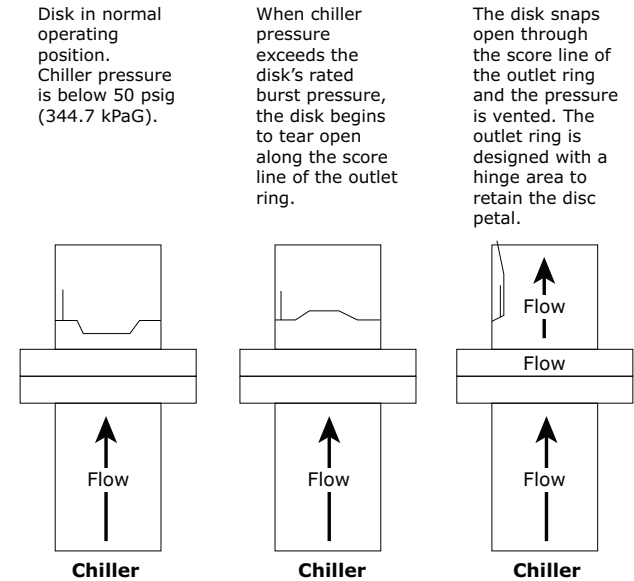 Disk in normal
operating
position.
Chiller pressure
is below 50 psig
(344.7 kPaG).
When chiller
pressure
exceeds the
disk's rated
burst pressure,
the disk begins
to tear open
along the score
line of the outlet
ring.
The disk snaps
open through
the score line of
the outlet ring
and the pressure
is vented. The
outlet ring is
designed with a
hinge area to
retain the disc
petal.
Flow
Flow
Flow
Flow
Flow
Chiller
Chiller
Chiller